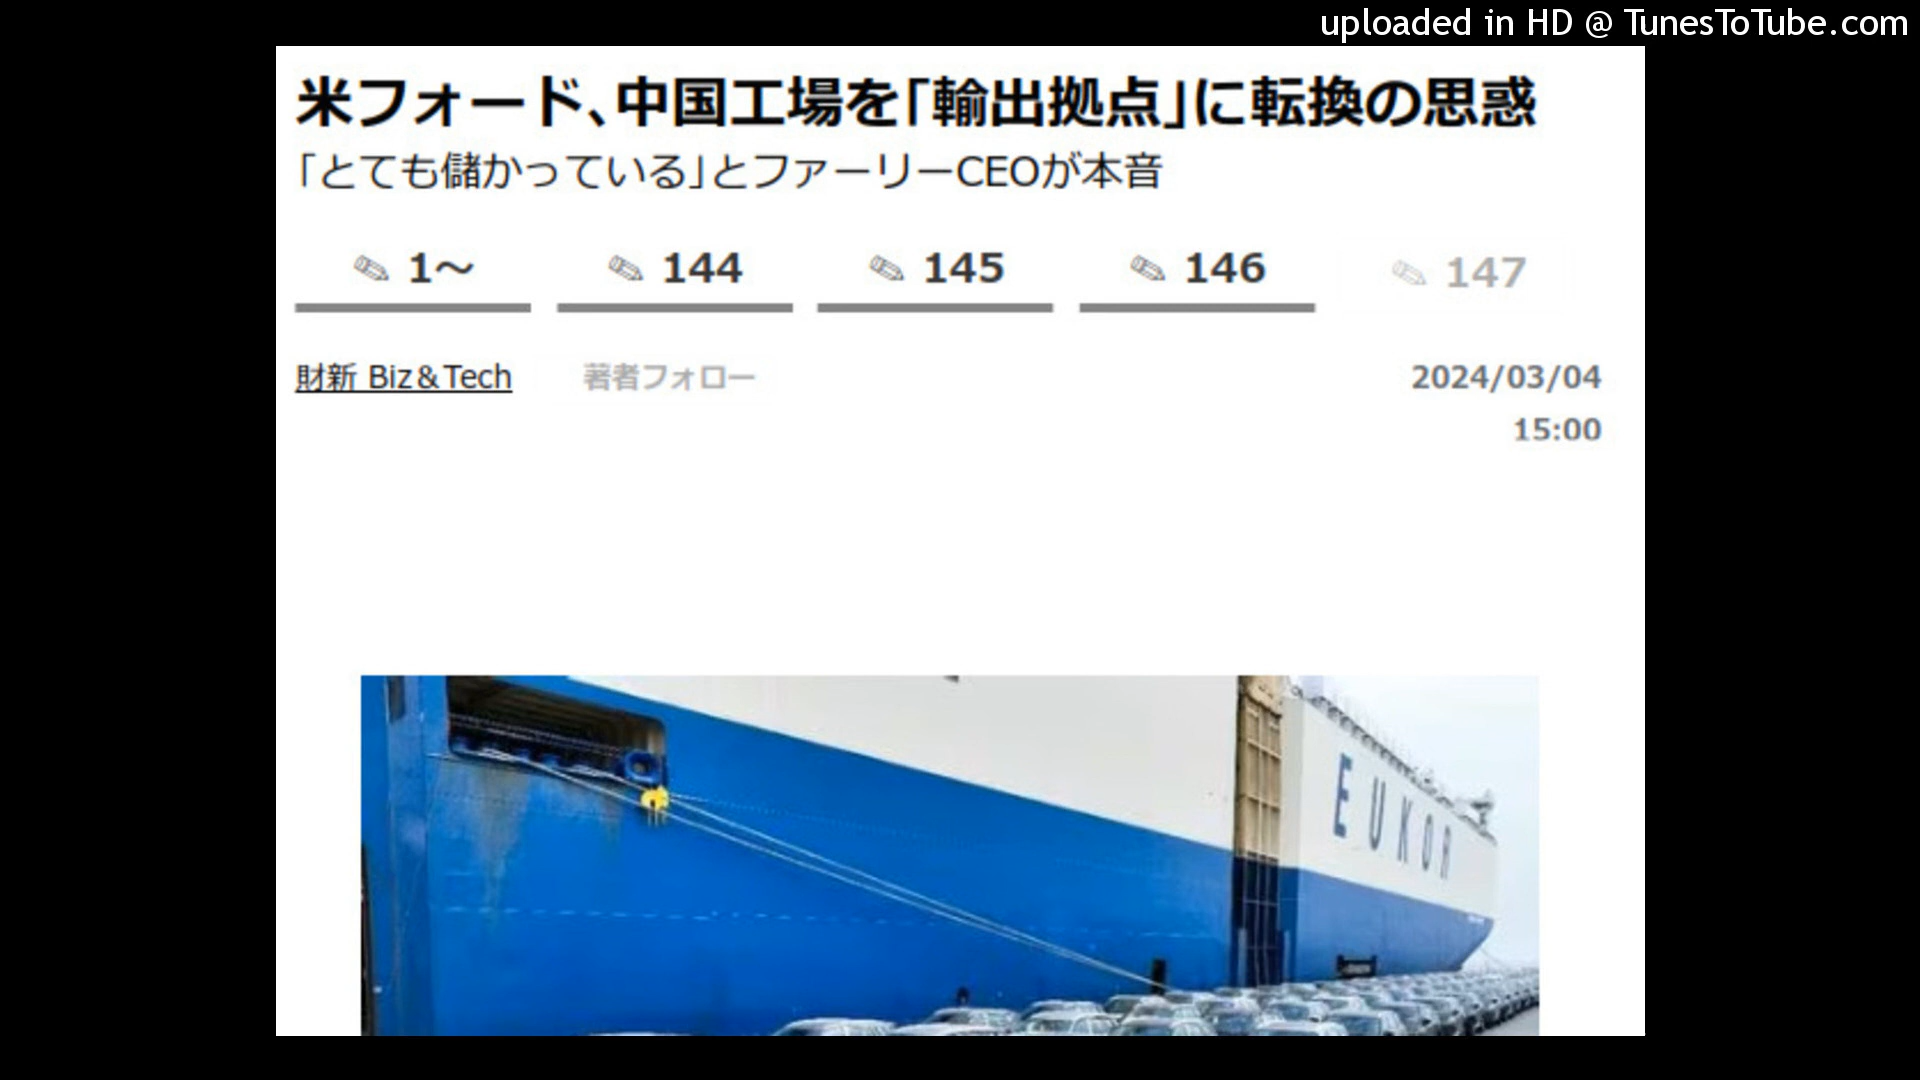 uploaded in HD @ TunesToTube.com
米フォード、中国工場を「輸出拠点」に転換の思惑
「とても儲かっている」とファーリーCEOが本音
1〜 144 145 146 147
財新 Biz&Tech 著者フォロー 2024/03/04
15:00
EUKOR